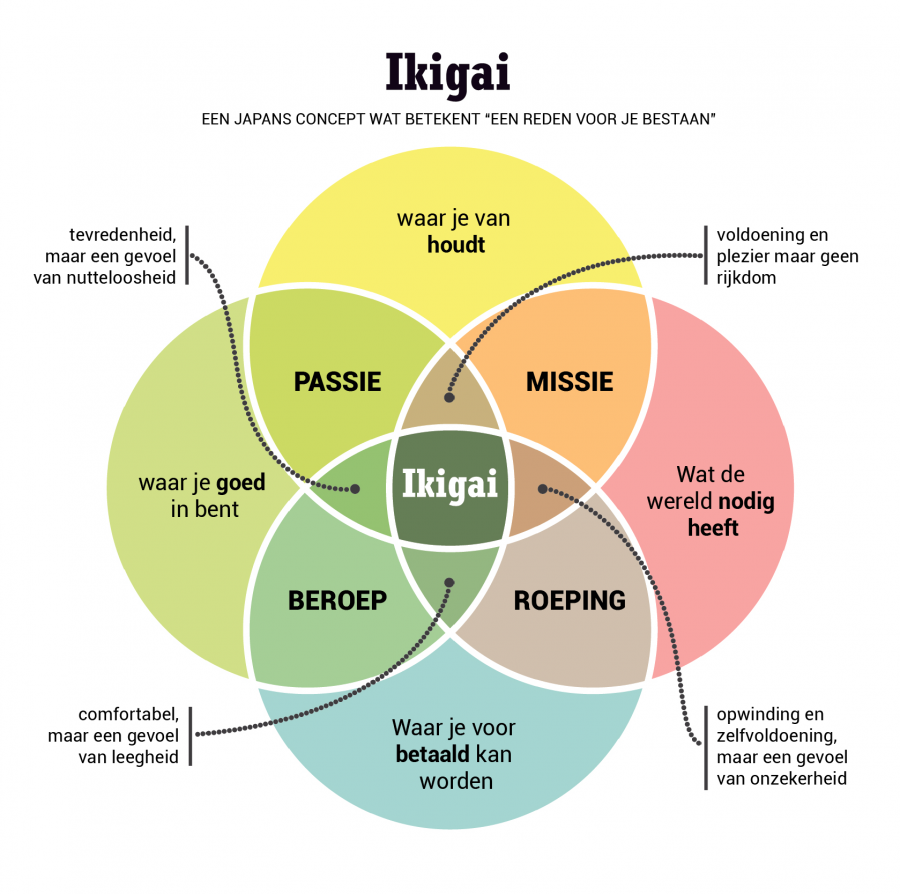 Ikigai
EEN JAPANS CONCEPT WAT BETEKENT “EEN REDEN VOOR JE BESTAAN”
waar je van
houdt
tevredenheid,
maar een gevoel
van nutteloosheid
voldoening en
plezier maar geen
rijkdom
PASSIE
MISSIE
waar je goed
in bent
Ikigai
Wat de
wereld nodig
heeft
BEROEP
ROEPING
comfortabel,
maar een gevoel
van leegheid
Waar je voor
betaald kan
worden
opwinding en
zelfvoldoening,
maar een gevoel
van onzekerheid